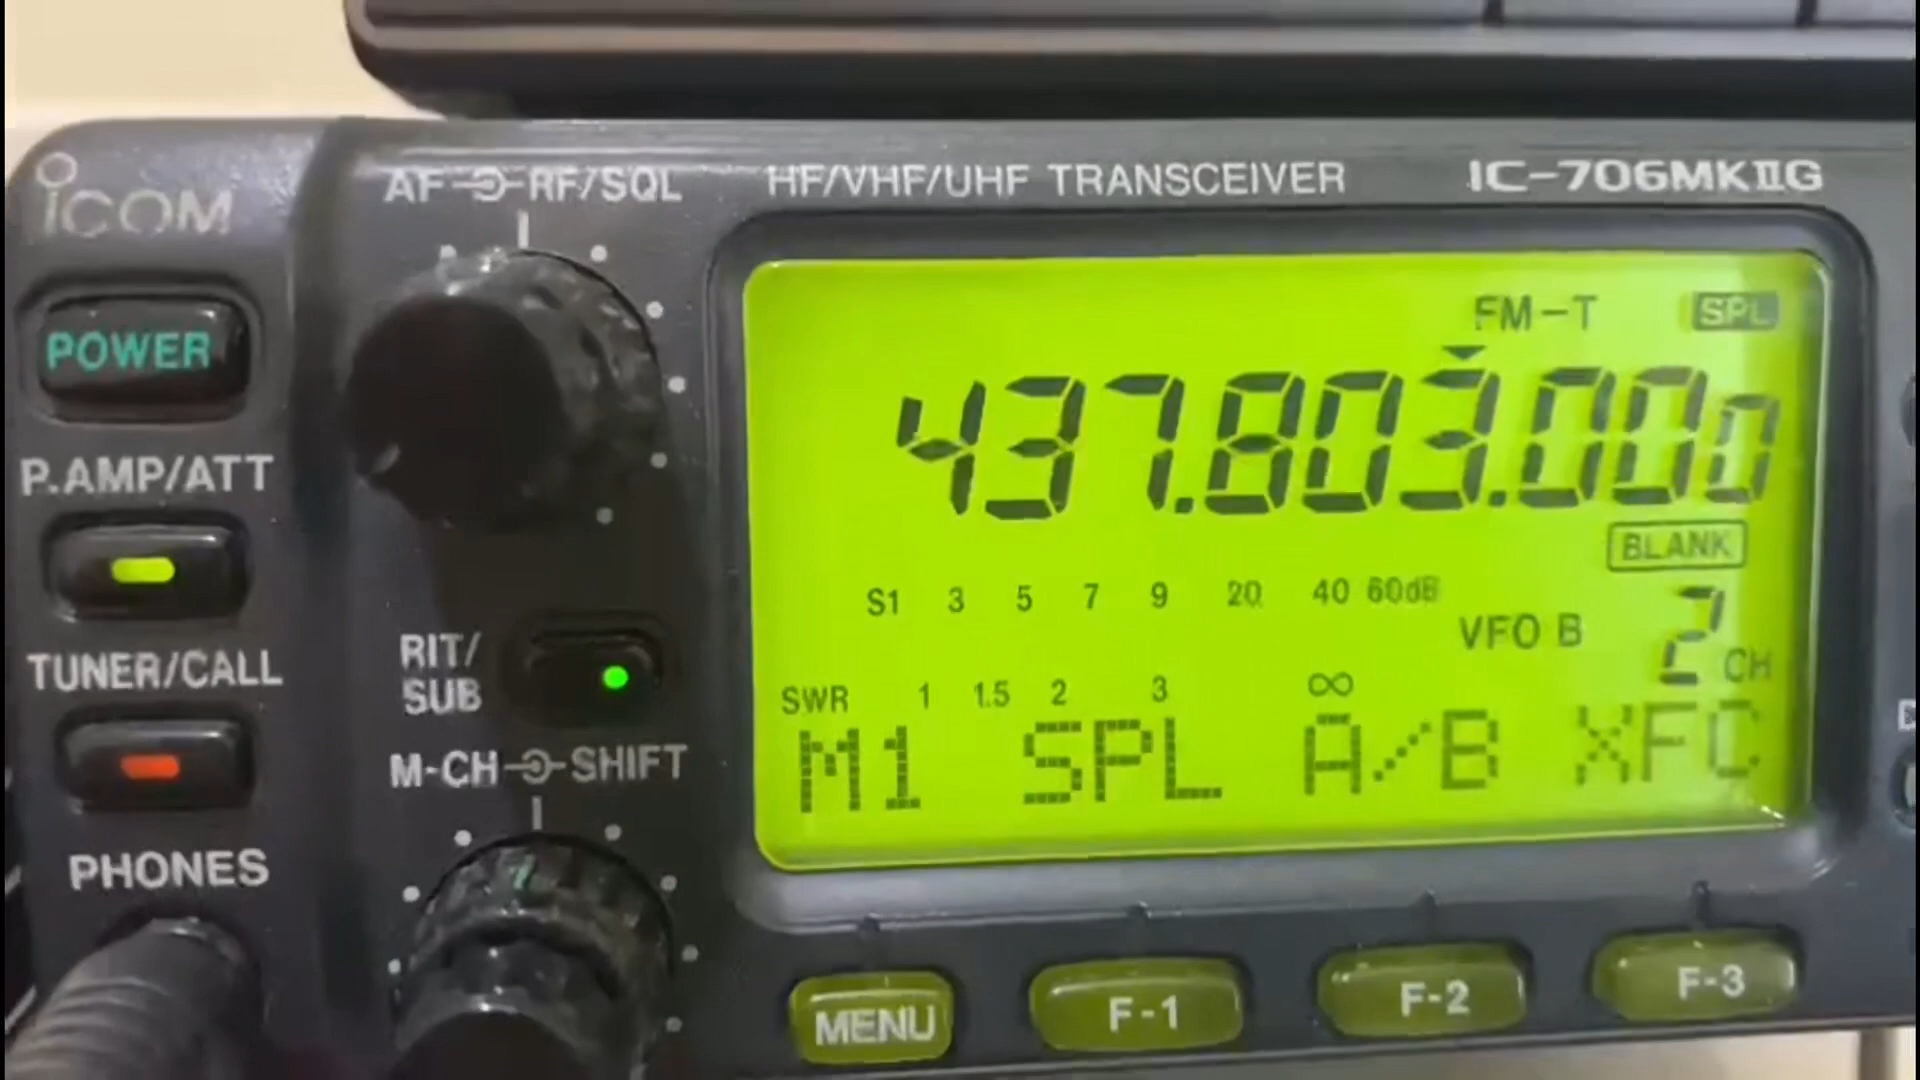 ICOM
AF RF/SQL
HF/VHF/UHF TRANSCEIVER
IC-706MKIIG
POWER
FM-T SPL
437.803.000
P.AMP/ATT
BLANK
S1 3 5 7 9 20 40 60dB
VFO B 2 CH
TUNER/CALL
RIT/
SUB
SWR 1 1.5 2 3 ∞
M-CH SHIFT
M1 SPL A/B XFC
PHONES
MENU F-1 F-2 F-3